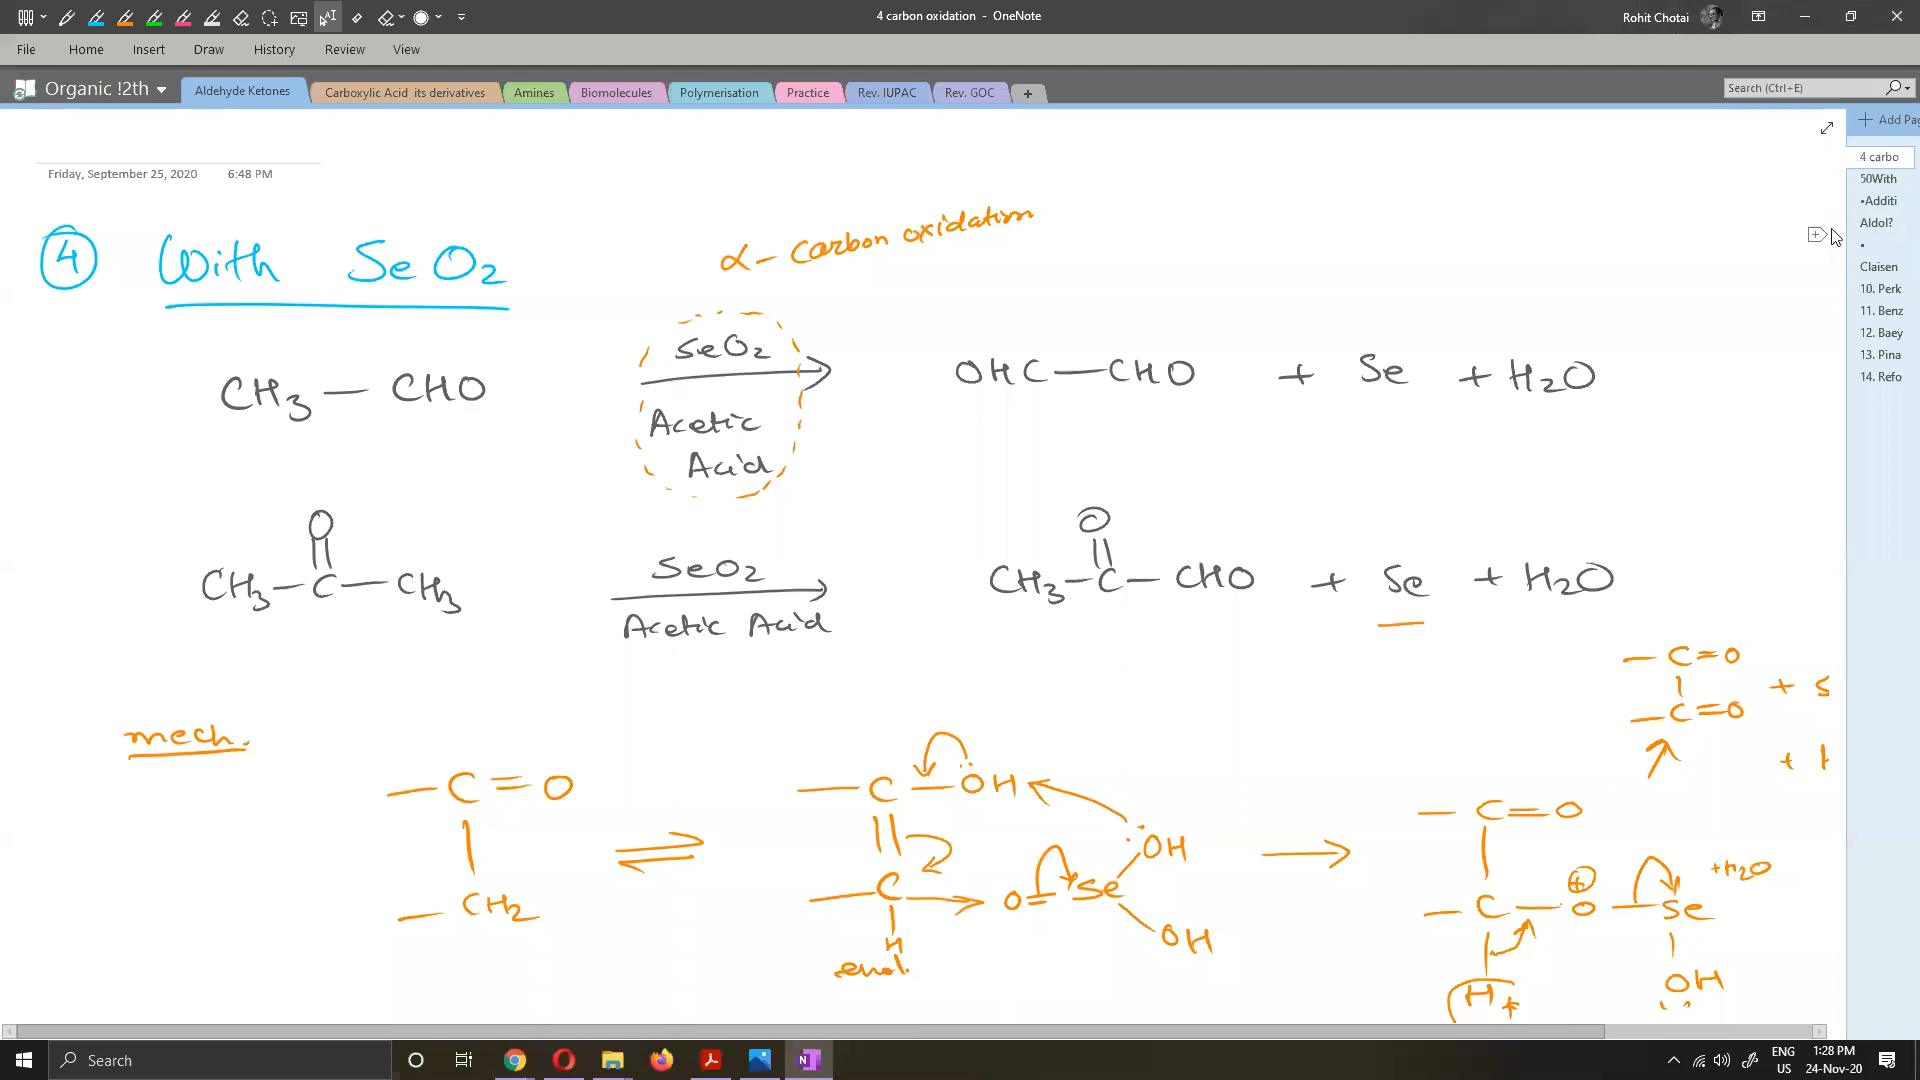 4 carbon oxidation - OneNote
Rohit Chotai
File Home Insert Draw History Review View
Organic !2th
Aldehyde Ketones
Carboxylic Acid its derivatives
Amines
Biomolecules
Polymerisation
Practice
Rev. IUPAC
Rev. GOC
Search (Ctrl+E)
Add Pag
4 carbo
50With
•Additi
Aldol?
•
Claisen
10. Perk
11. Benz
12. Baey
13. Pina
14. Refo
Friday, September 25, 2020 6:48 PM
④ With SeO2
α- Carbon oxidation
CH3 — CHO
SeO2
Acetic
Acid
OHC — CHO + Se + H2O
O
CH3 — C — CH3
SeO2
Acetic Acid
O
CH3 — C — CHO + Se + H2O
— C = O
— C = O
+ S
+ H
mech.
— C = O
— CH2
— C — OH
— C
H
enol.
O = Se
OH
OH
— C = O
— C — O — Se
+
+H2O
H
+
OH
Search
ENG
US
1:28 PM
24-Nov-20